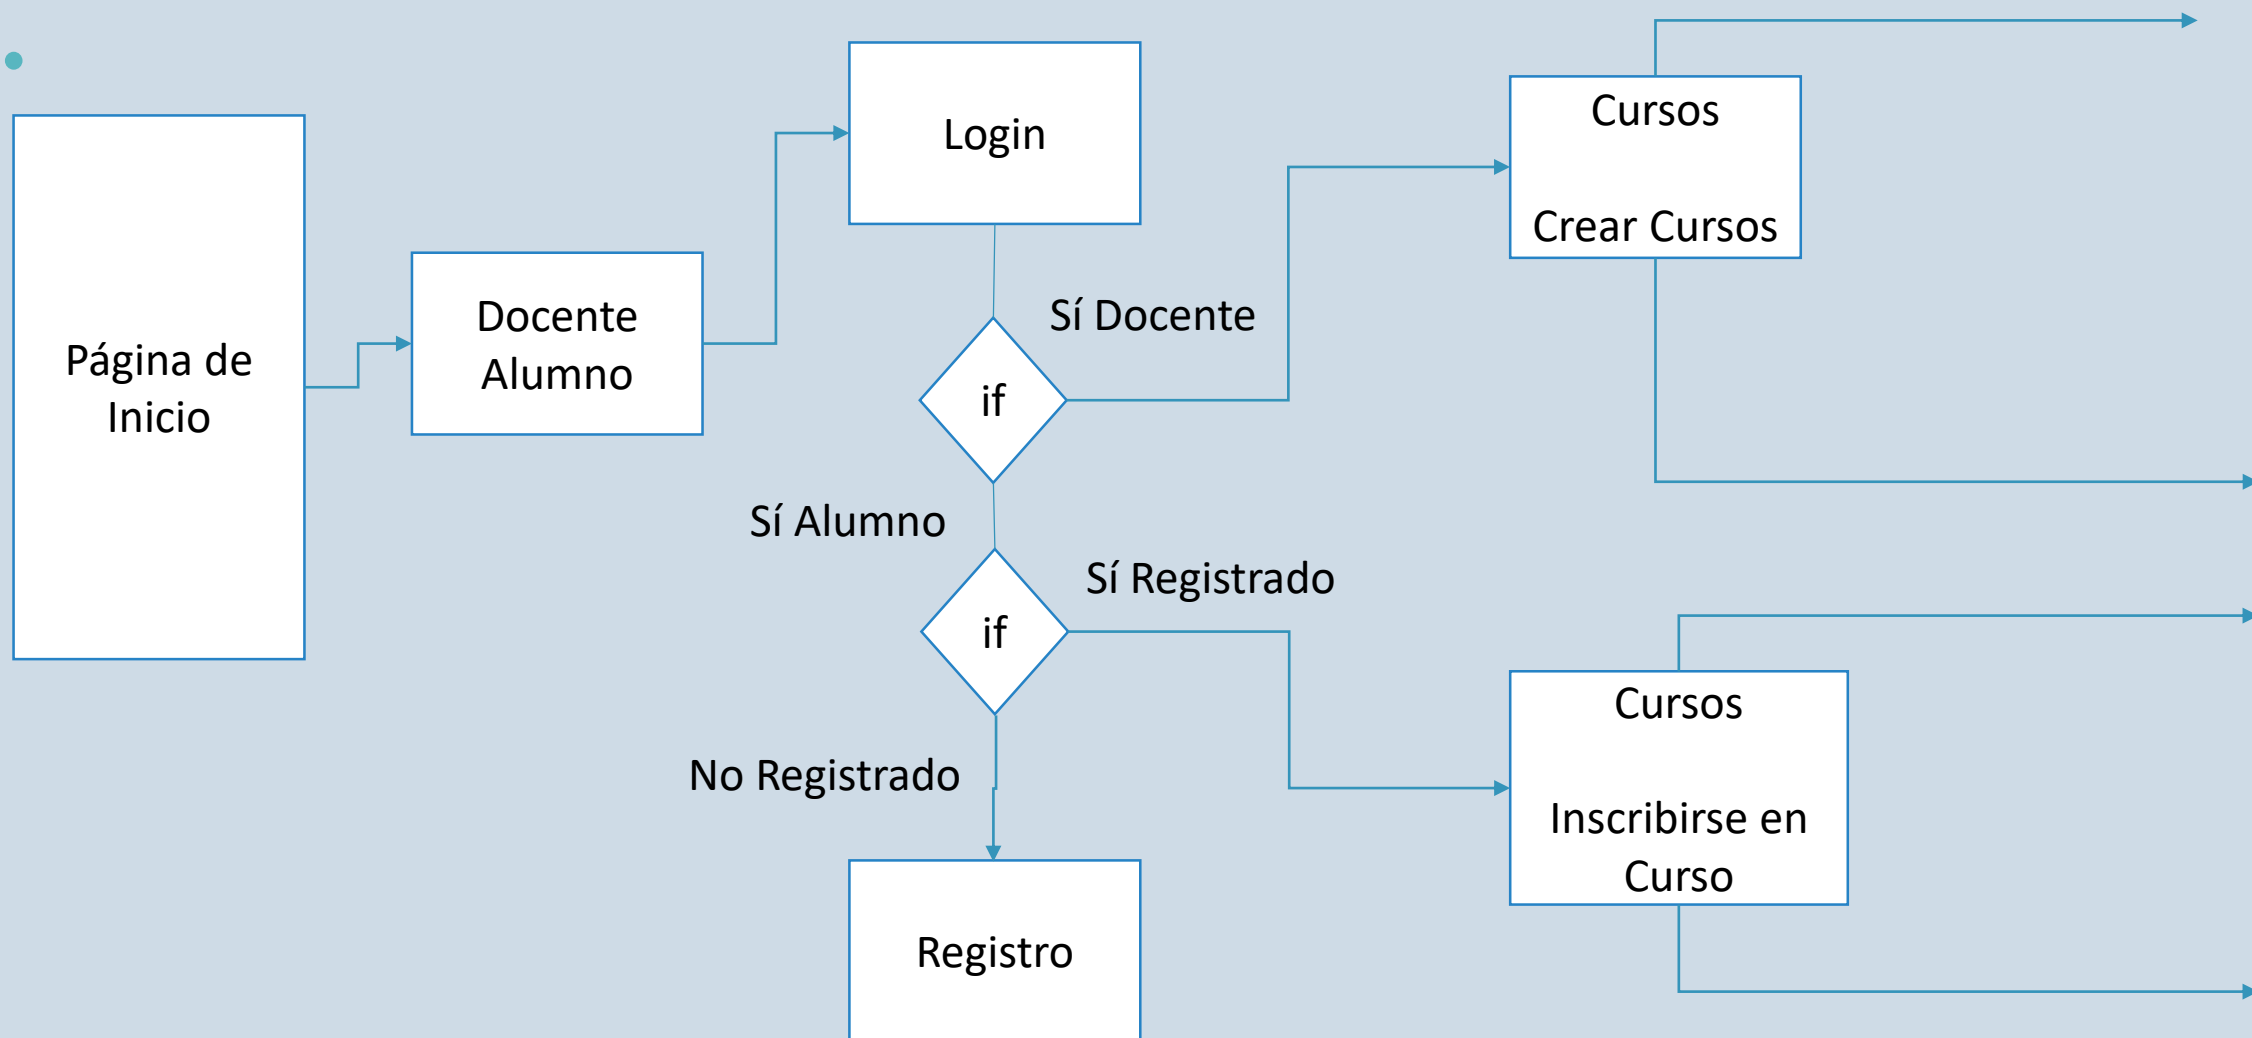 Página de
Inicio
Docente
Alumno
Login
if
Sí Docente
Cursos
Crear Cursos
Sí Alumno
if
Sí Registrado
Cursos
Inscribirse en
Curso
No Registrado
Registro